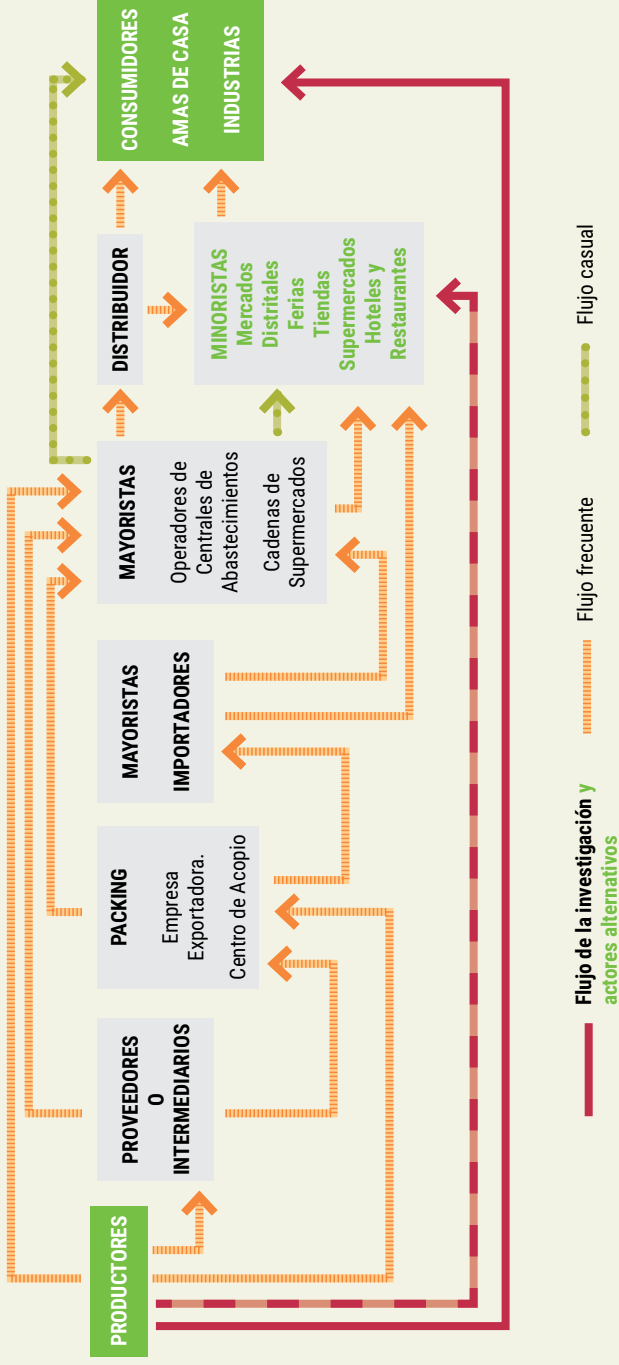 PRODUCTORES
PROVEEDORES
O
INTERMEDIARIOS
PACKING
Empresa
Exportadora.
Centro de Acopio
MAYORISTAS
IMPORTADORES
MAYORISTAS
Operadores de
Centrales de
Abastecimientos
Cadenas de
Supermercados
DISTRIBUIDOR
MINORISTAS
Mercados
Distritales
Ferias
Tiendas
Supermercados
Hoteles y
Restaurantes
CONSUMIDORES
AMAS DE CASA
INDUSTRIAS
Flujo de la investigación y
actores alternativos
Flujo frecuente
Flujo casual